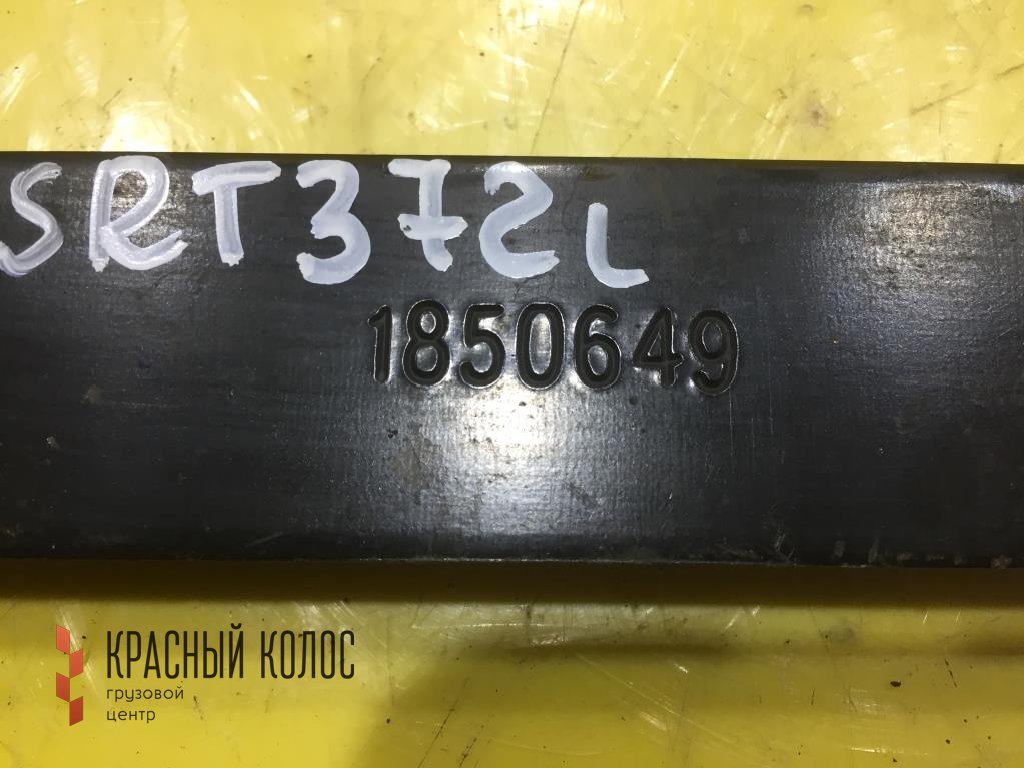 SRT372L
1850649
КРАСНЫЙ КОЛОС
грузовой
центр